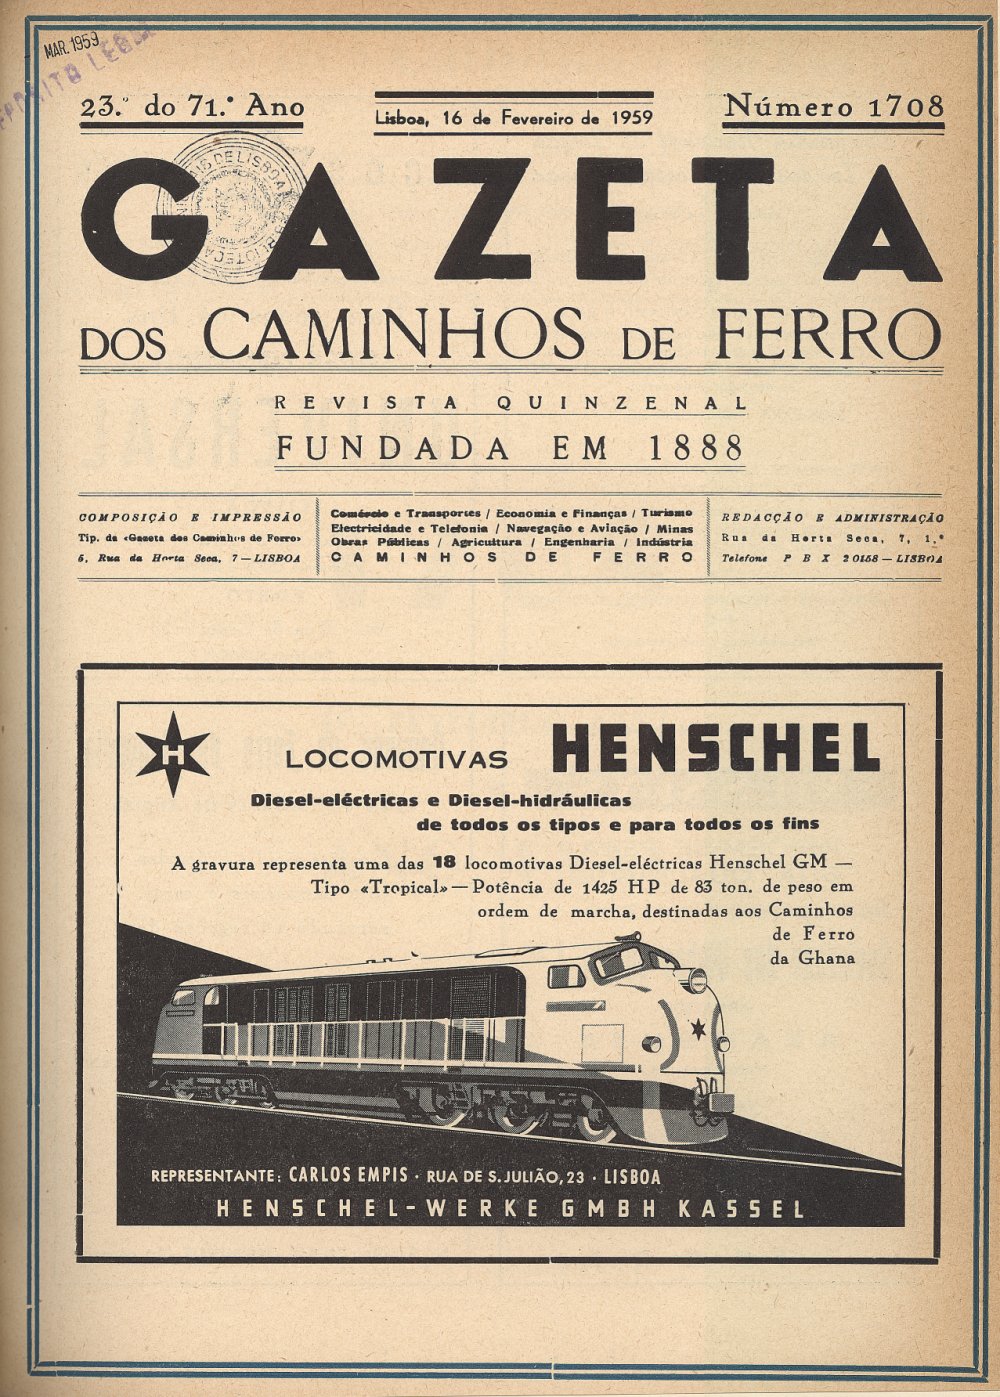 MAR. 1959
23.º do 71.º Ano
Lisboa, 16 de Fevereiro de 1959
Número 1708
GAZETA
DOS CAMINHOS DE FERRO
REVISTA QUINZENAL
FUNDADA EM 1888
COMPOSIÇÃO E IMPRESSÃO
Tip. da «Gazeta dos Caminhos de Ferro»
5, Rua da Horta Seca, 7 — LISBOA
Comércio e Transportes / Economia e Finanças / Turismo
Electricidade e Telefonia / Navegação e Aviação / Minas
Obras Públicas / Agricultura / Engenharia / Indústria
CAMINHOS DE FERRO
REDACÇÃO E ADMINISTRAÇÃO
Rua da Horta Seca, 7, 1.º
Telefone P B X 20158 — LISBOA
H
LOCOMOTIVAS HENSCHEL
Diesel-eléctricas e Diesel-hidráulicas
de todos os tipos e para todos os fins
A gravura representa uma das 18 locomotivas Diesel-eléctricas Henschel GM —
Tipo «Tropical» — Potência de 1425 HP de 83 ton. de peso em
ordem de marcha, destinadas aos Caminhos
de Ferro
da Ghana
REPRESENTANTE: CARLOS EMPIS · RUA DE S. JULIÃO, 23 · LISBOA
HENSCHEL-WERKE GMBH KASSEL